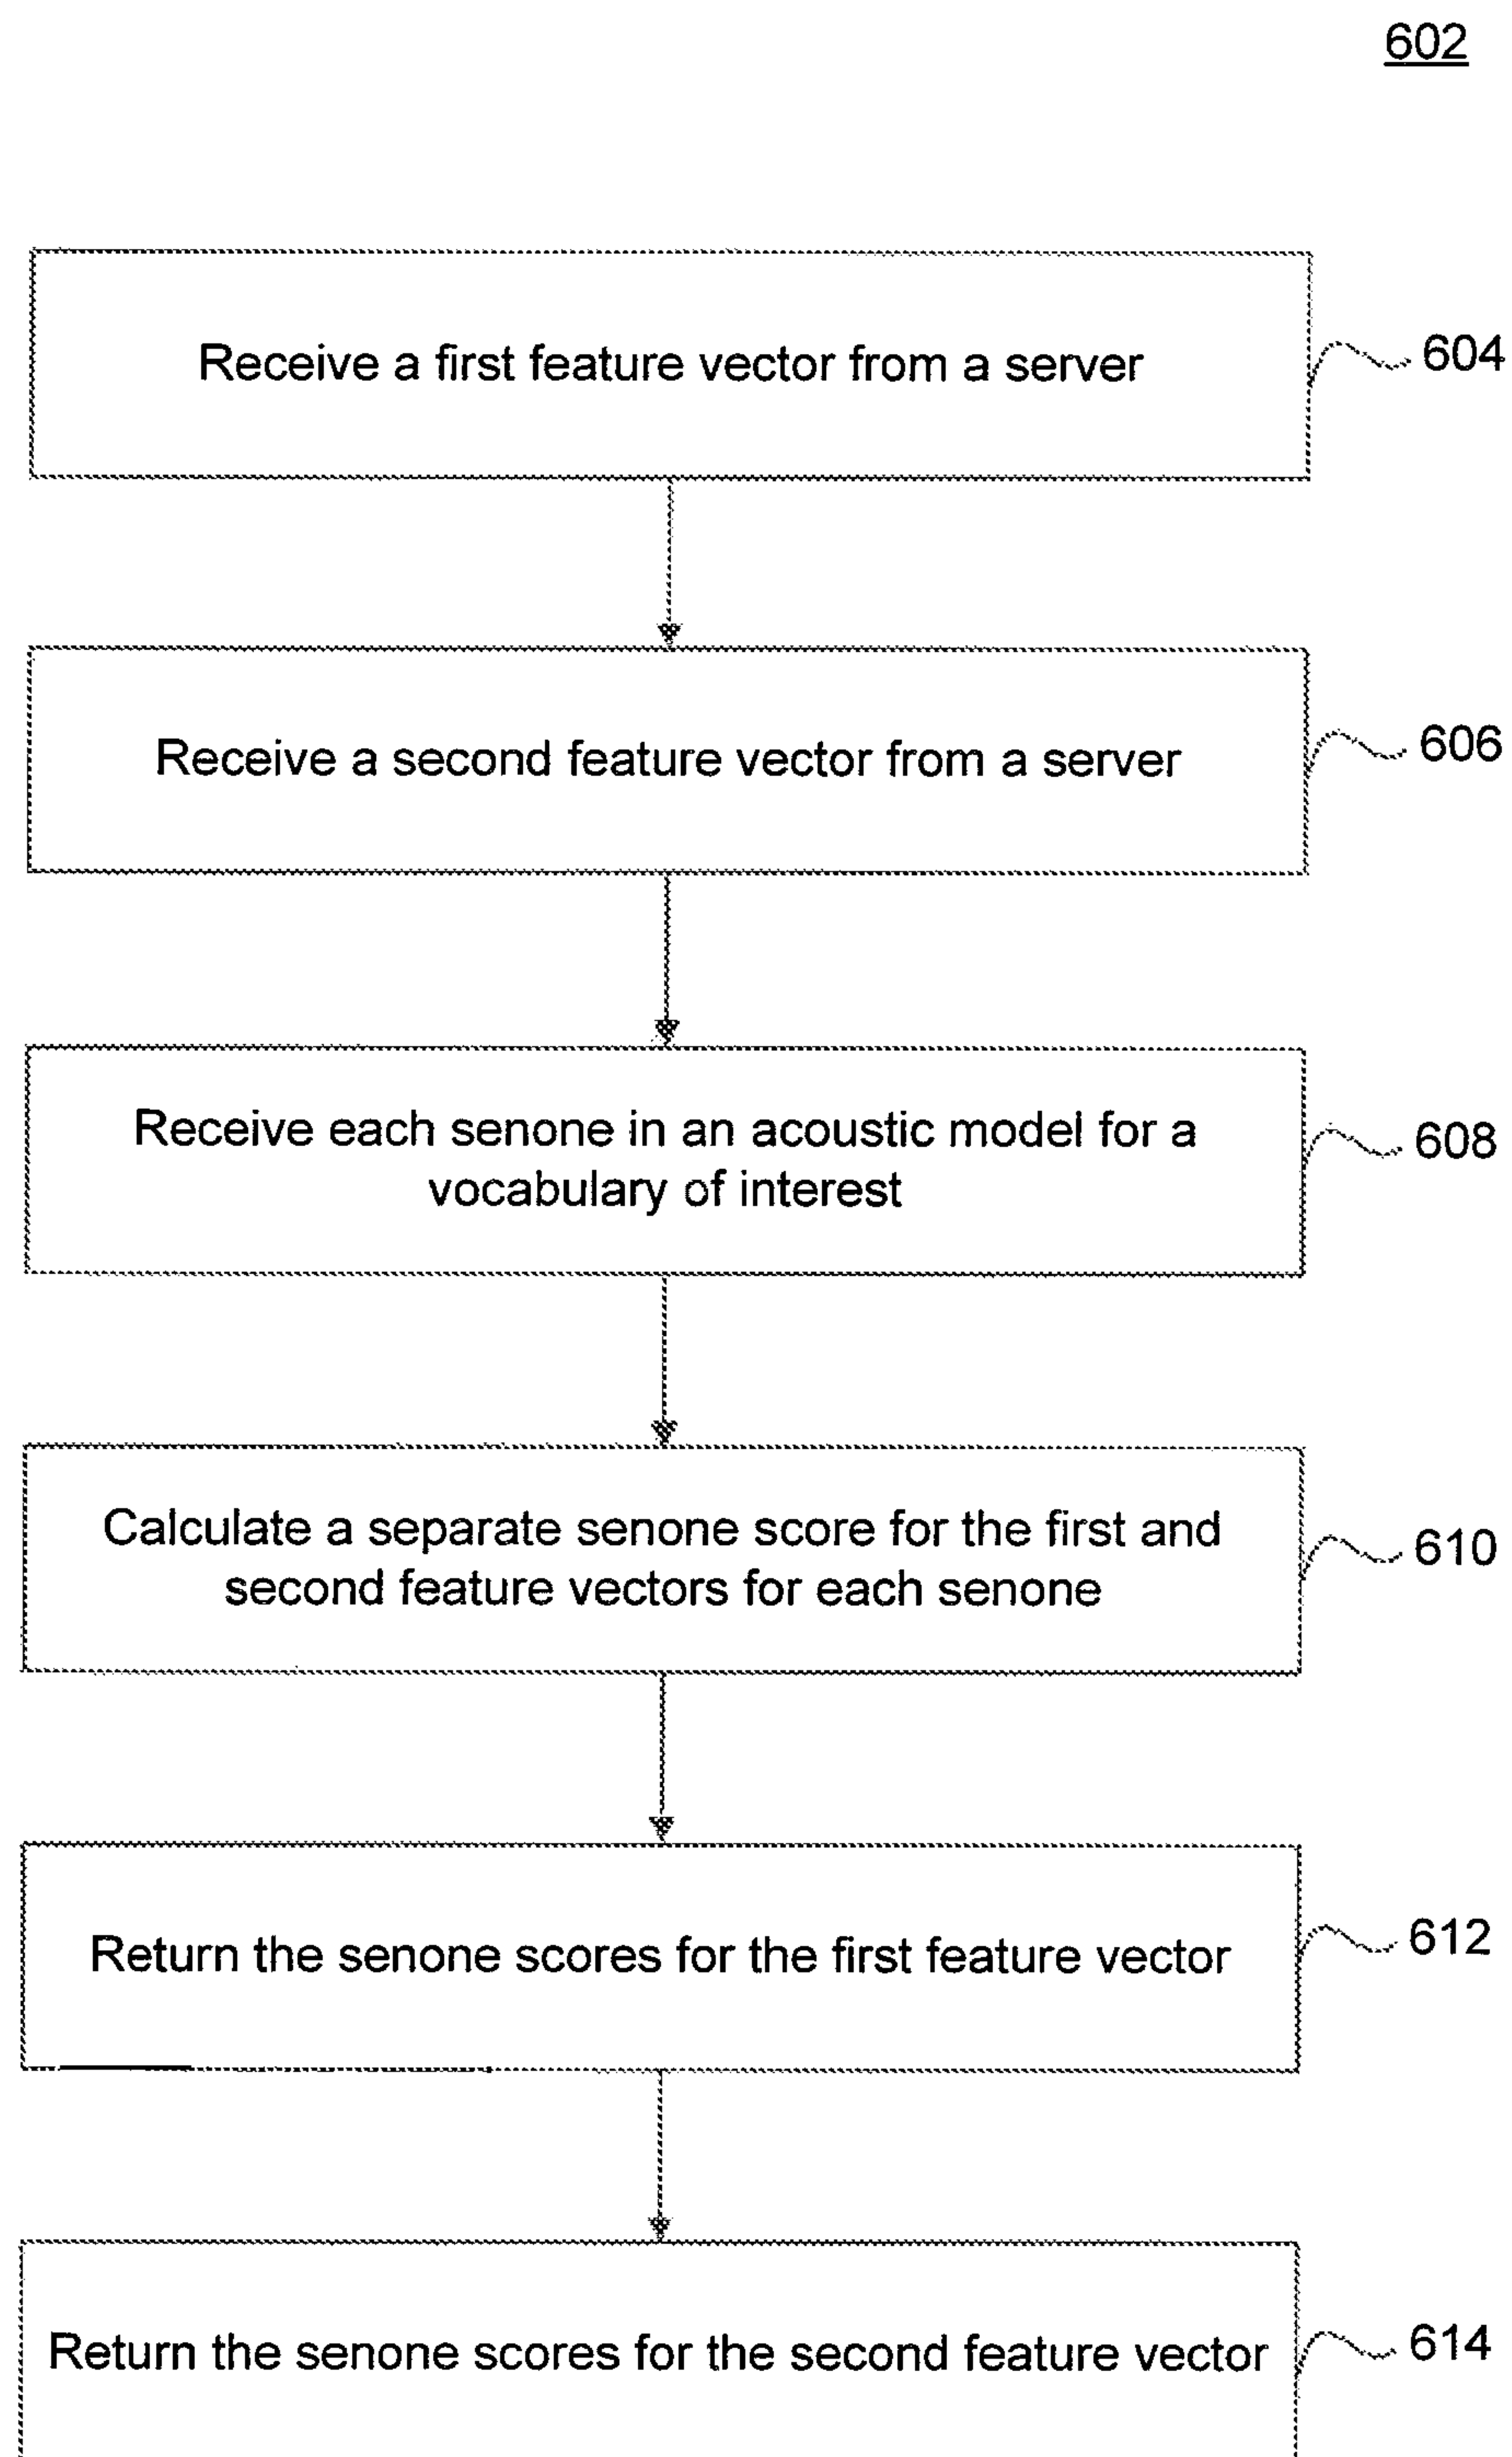 602
Receive a first feature vector from a server
604
Receive a second feature vector from a server
606
Receive each senone in an acoustic model for a
vocabulary of interest
608
Calculate a separate senone score for the first and
second feature vectors for each senone
610
Return the senone scores for the first feature vector
612
Return the senone scores for the second feature vector
614